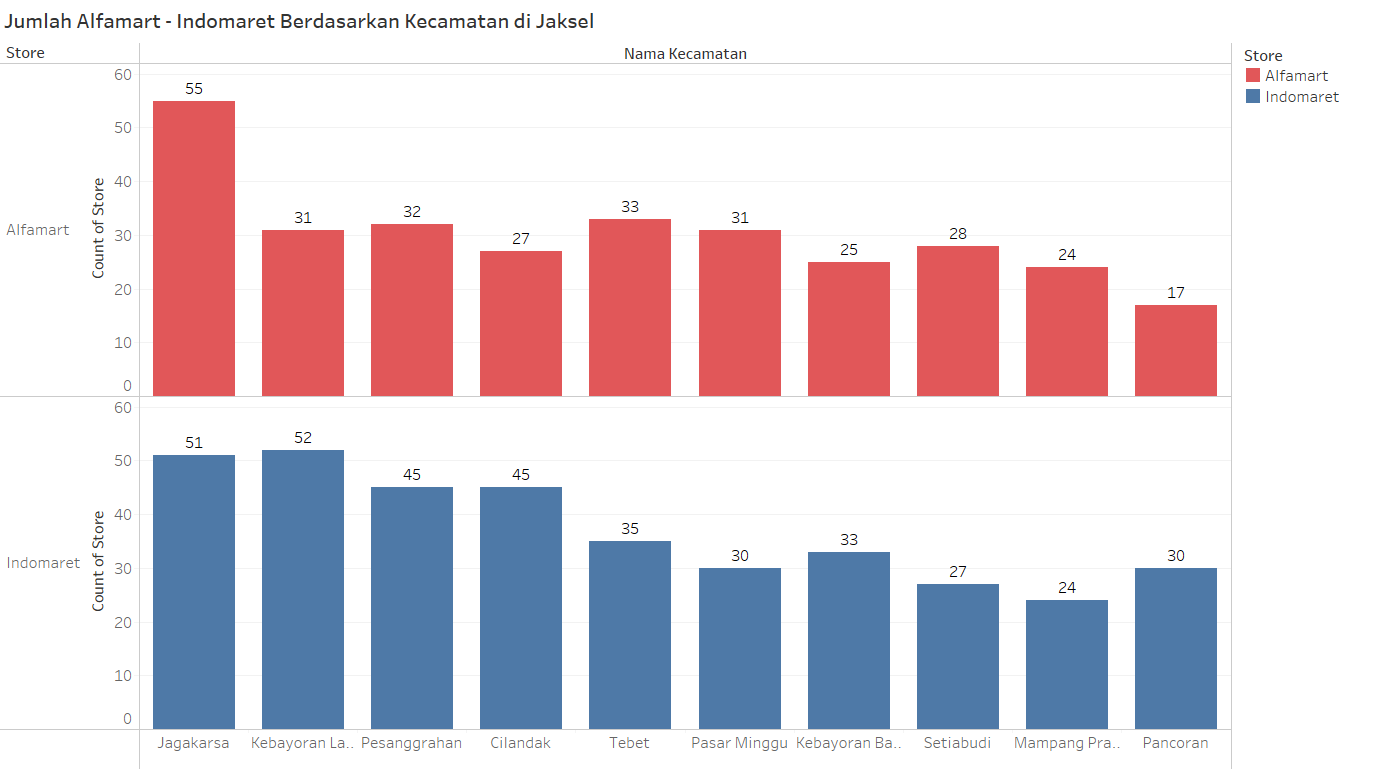 Jumlah Alfamart - Indomaret Berdasarkan Kecamatan di Jaksel
Store
Nama Kecamatan
Store
Alfamart
Indomaret
Alfamart
Count of Store
60
50
40
30
20
10
0
55
31
32
27
33
31
25
28
24
17
Indomaret
Count of Store
60
50
40
30
20
10
0
51
52
45
45
35
30
33
27
24
30
Jagakarsa
Kebayoran La..
Pesanggrahan
Cilandak
Tebet
Pasar Minggu
Kebayoran Ba..
Setiabudi
Mampang Pra..
Pancoran